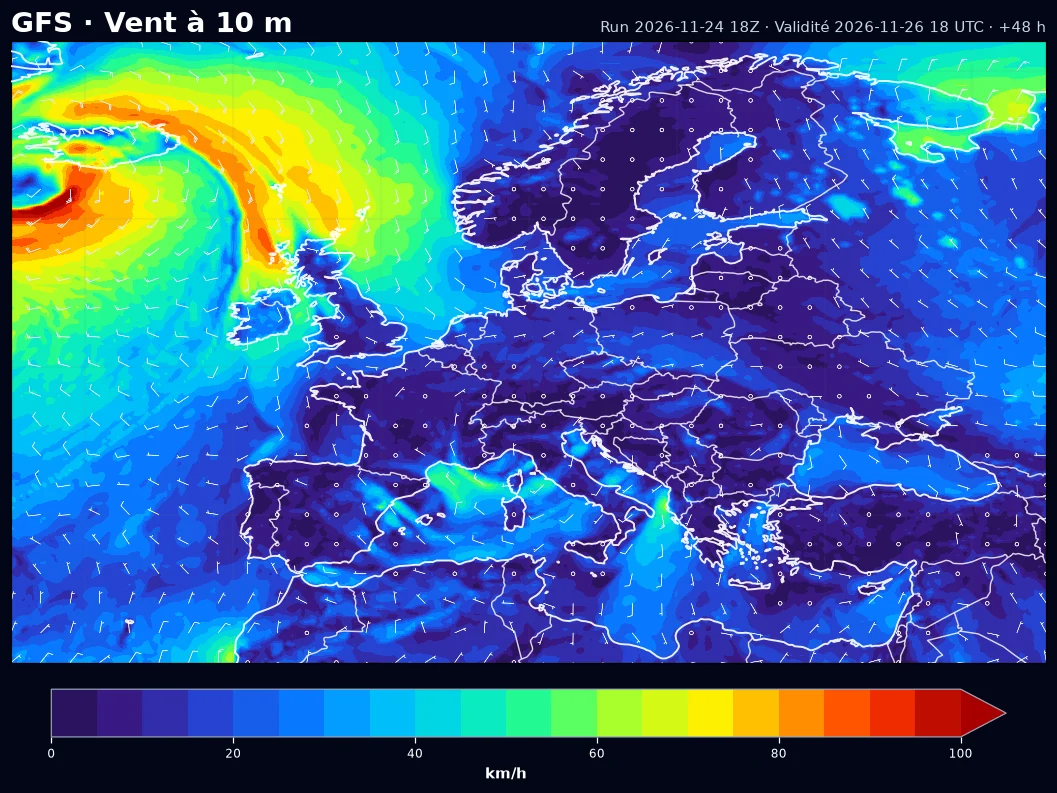 GFS · Vent à 10 m
Run 2026-11-24 18Z · Validité 2026-11-26 18 UTC · +48 h
0 20 40 60 80 100
km/h